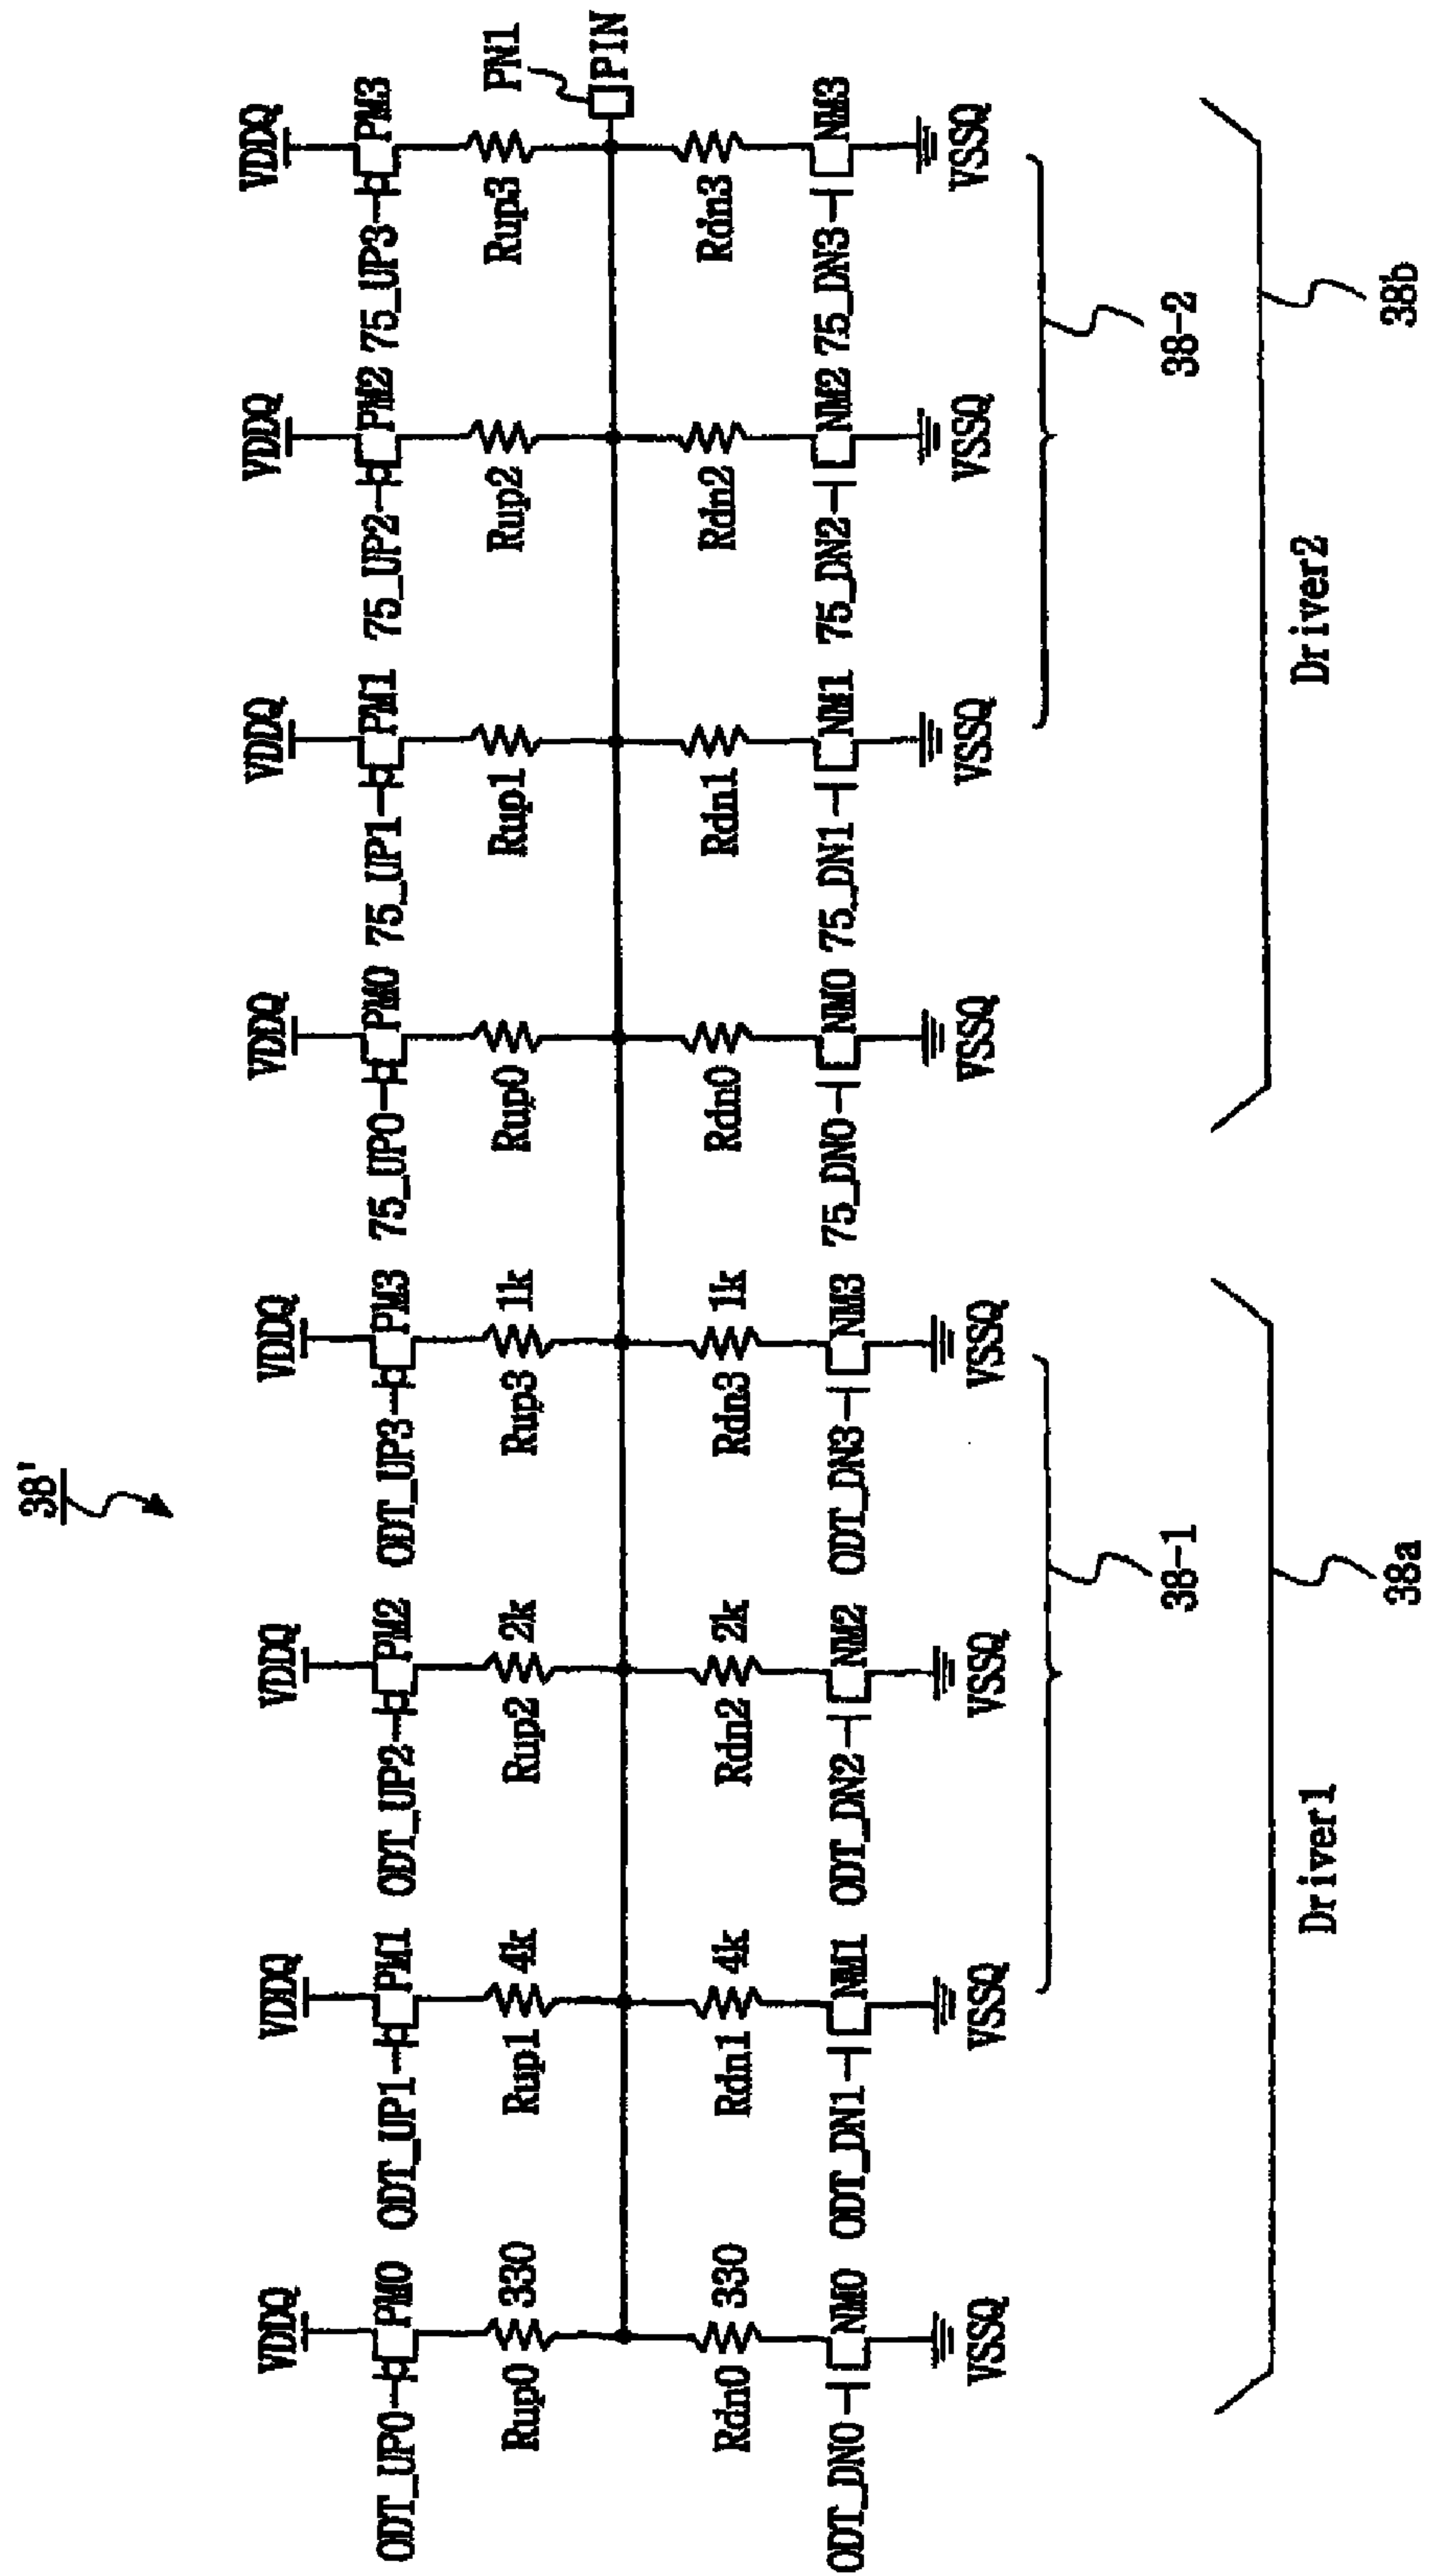 38'
VDDQ VDDQ VDDQ VDDQ VDDQ VDDQ VDDQ VDDQ
ODT_UP0 PM0 ODT_UP1 PM1 ODT_UP2 PM2 ODT_UP3 PM3 75_UP0 PM0 75_UP1 PM1 75_UP2 PM2 75_UP3 PM3
Rup0 330 Rup1 4k Rup2 2k Rup3 1k Rup0 Rup1 Rup2 Rup3
PN1
PIN
Rdn0 330 Rdn1 4k Rdn2 2k Rdn3 1k Rdn0 Rdn1 Rdn2 Rdn3
ODT_DN0 NM0 ODT_DN1 NM1 ODT_DN2 NM2 ODT_DN3 NM3 75_DN0 NM0 75_DN1 NM1 75_DN2 NM2 75_DN3 NM3
VSSQ VSSQ VSSQ VSSQ VSSQ VSSQ VSSQ VSSQ
38-1 38-2
Driver1 Driver2
38a 38b